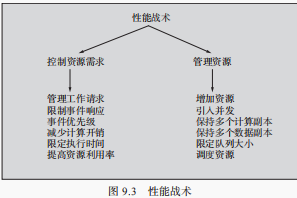 性能战术
控制资源需求
管理资源
管理工作请求
限制事件响应
事件优先级
减少计算开销
限定执行时间
提高资源利用率
增加资源
引入并发
保持多个计算副本
保持多个数据副本
限定队列大小
调度资源
图 9.3 性能战术